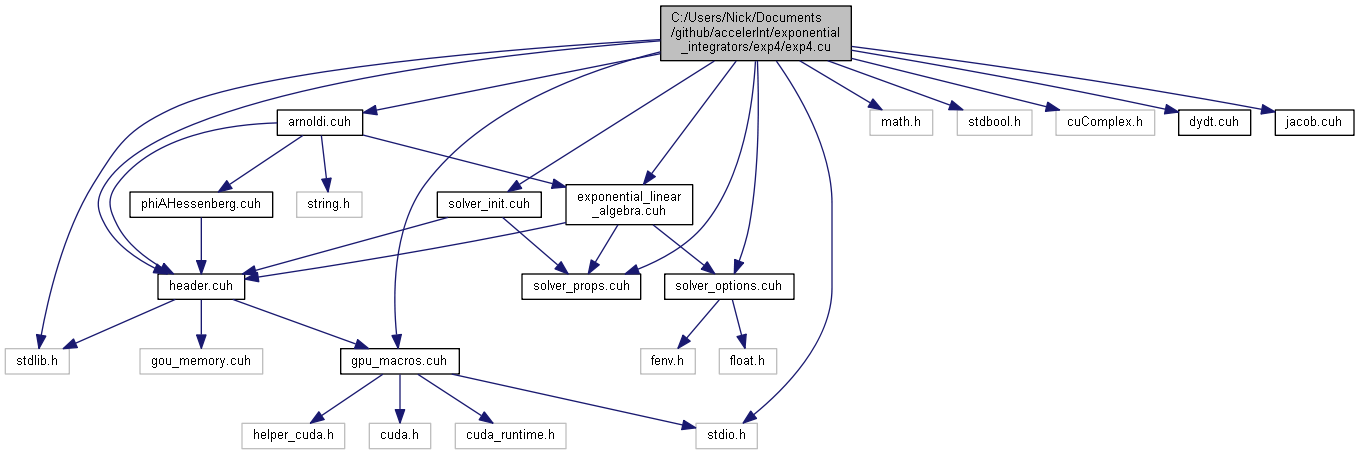 C:/Users/Nick/Documents
/github/accelerInt/exponential
_integrators/exp4/exp4.cu
arnoldi.cuh
math.h
stdbool.h
cuComplex.h
dydt.cuh
jacob.cuh
phiAHessenberg.cuh
string.h
solver_init.cuh
exponential_linear
_algebra.cuh
header.cuh
solver_props.cuh
solver_options.cuh
stdlib.h
gou_memory.cuh
gpu_macros.cuh
fenv.h
float.h
helper_cuda.h
cuda.h
cuda_runtime.h
stdio.h